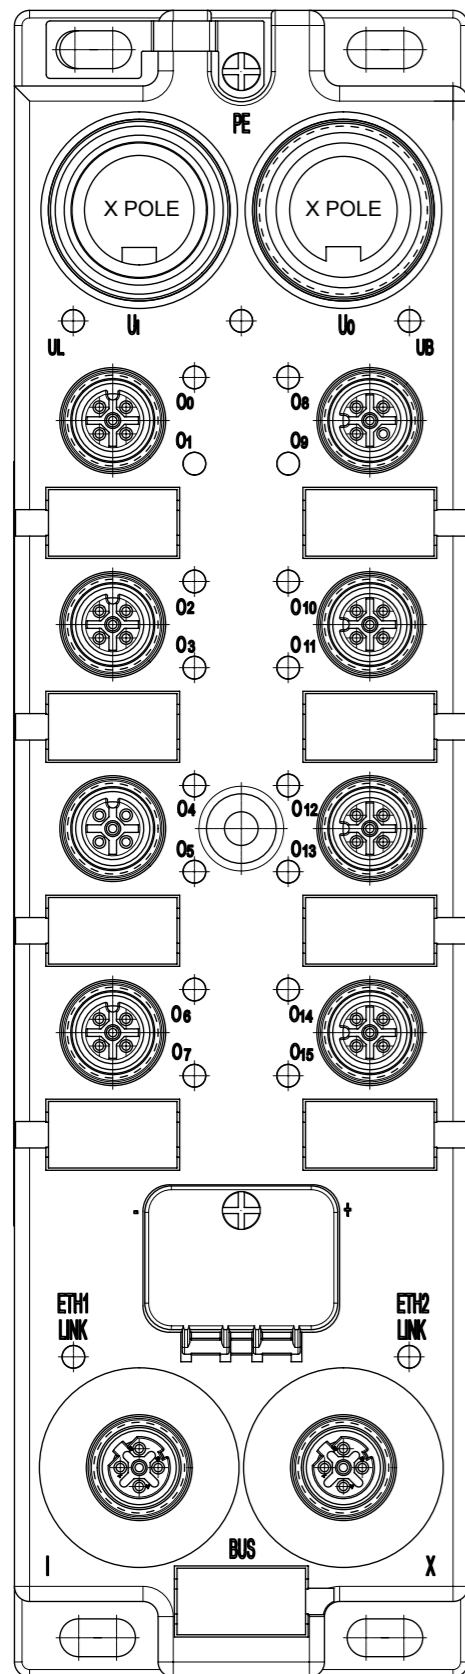 PE
X POLE X POLE
UI UO
UL UB
O0 O8
O1 O9
O2 O10
O3 O11
O4 O12
O5 O13
O6 O14
O7 O15
- +
ETH1 ETH2
LINK LINK
BUS
I X